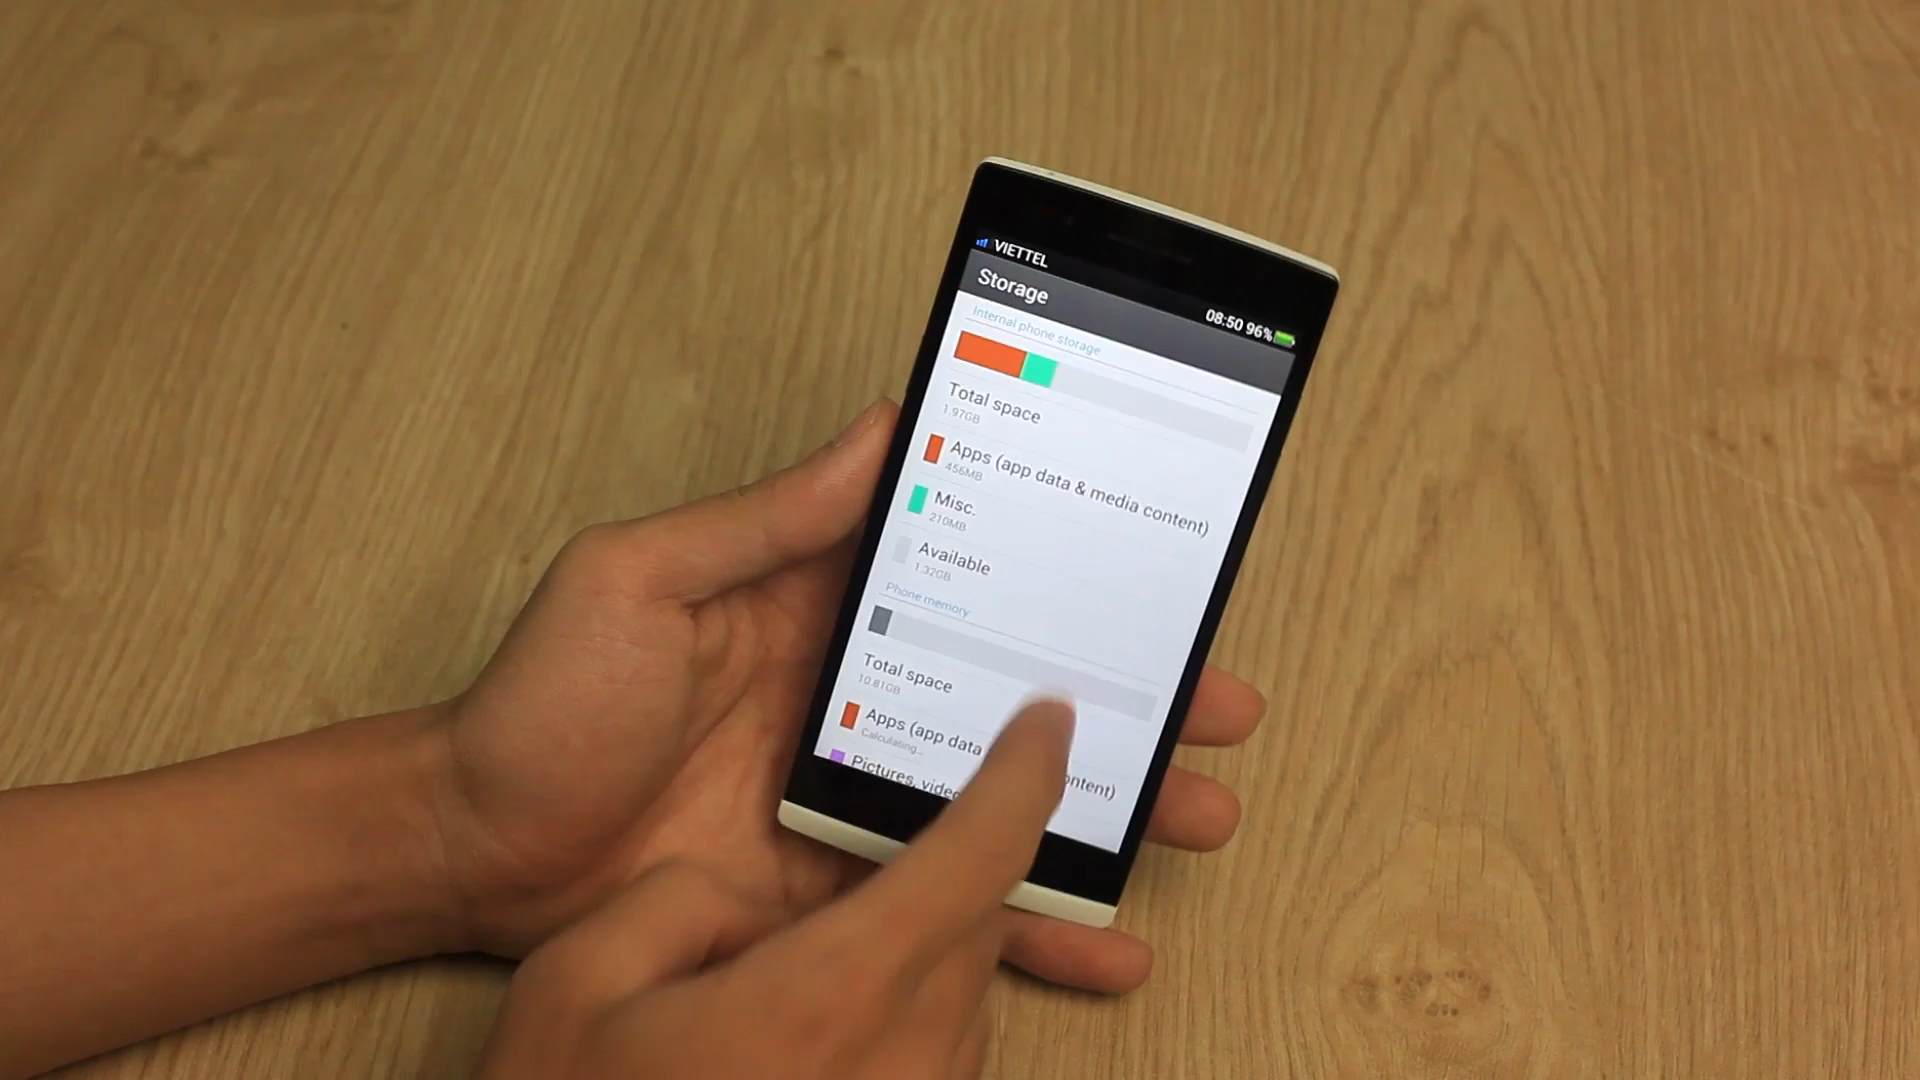 VIETTEL
08:50 96%
Storage
Internal phone storage
Total space
1.97GB
Apps (app data & media content)
456MB
Misc.
210MB
Available
1.32GB
Phone memory
Total space
10.81GB
Apps (app data ontent)
Calculating...
Pictures, video